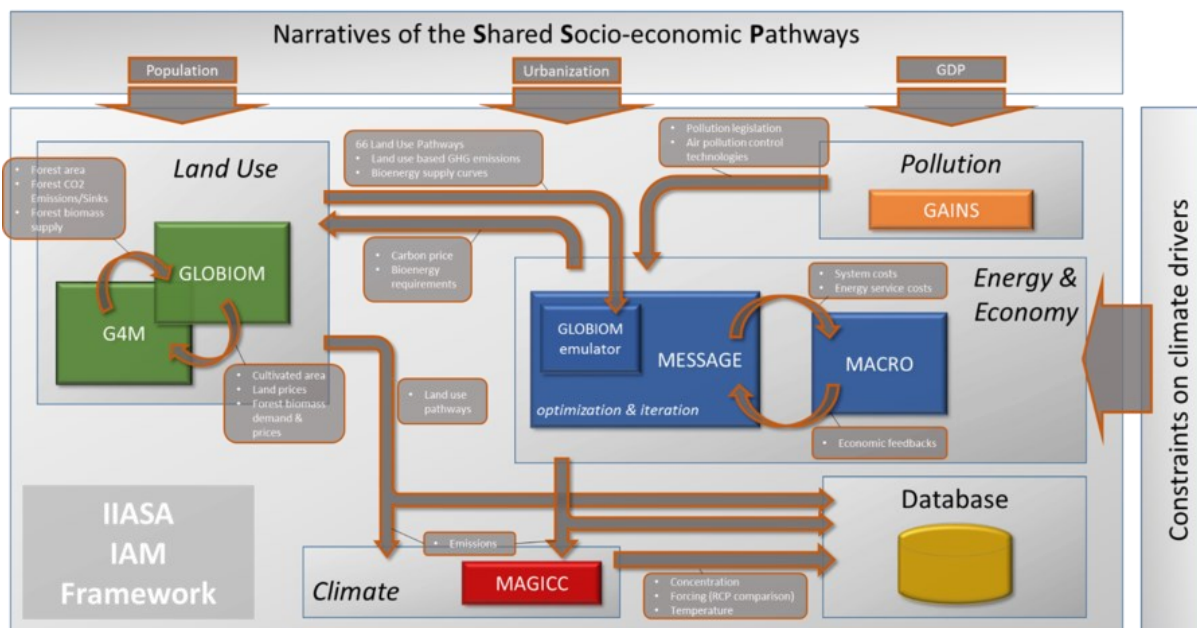 Narratives of the Shared Socio-economic Pathways
Population
Urbanization
GDP
Land Use
• Forest area
• Forest CO2
Emissions/Sinks
• Forest biomass
supply
GLOBIOM
G4M
• Cultivated area
• Land prices
• Forest biomass
demand &
prices
66 Land Use Pathways
• Land use based GHG emissions
• Bioenergy supply curves
• Carbon price
• Bioenergy
requirements
• Pollution legislation
• Air pollution control
technologies
Pollution
GAINS
Energy &
Economy
• System costs
• Energy service costs
GLOBIOM
emulator
MESSAGE
optimization & iteration
MACRO
• Economic feedbacks
• Land use
pathways
IIASA
IAM
Framework
• Emissions
Climate
MAGICC
• Concentration
• Forcing (RCP comparison)
• Temperature
Database
Constraints on climate drivers